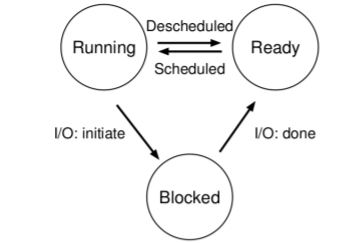 Descheduled
Running
Ready
Scheduled
I/O: initiate
I/O: done
Blocked